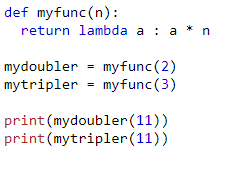 def myfunc(n):
  return lambda a : a * n

mydoubler = myfunc(2)
mytripler = myfunc(3)

print(mydoubler(11))
print(mytripler(11))